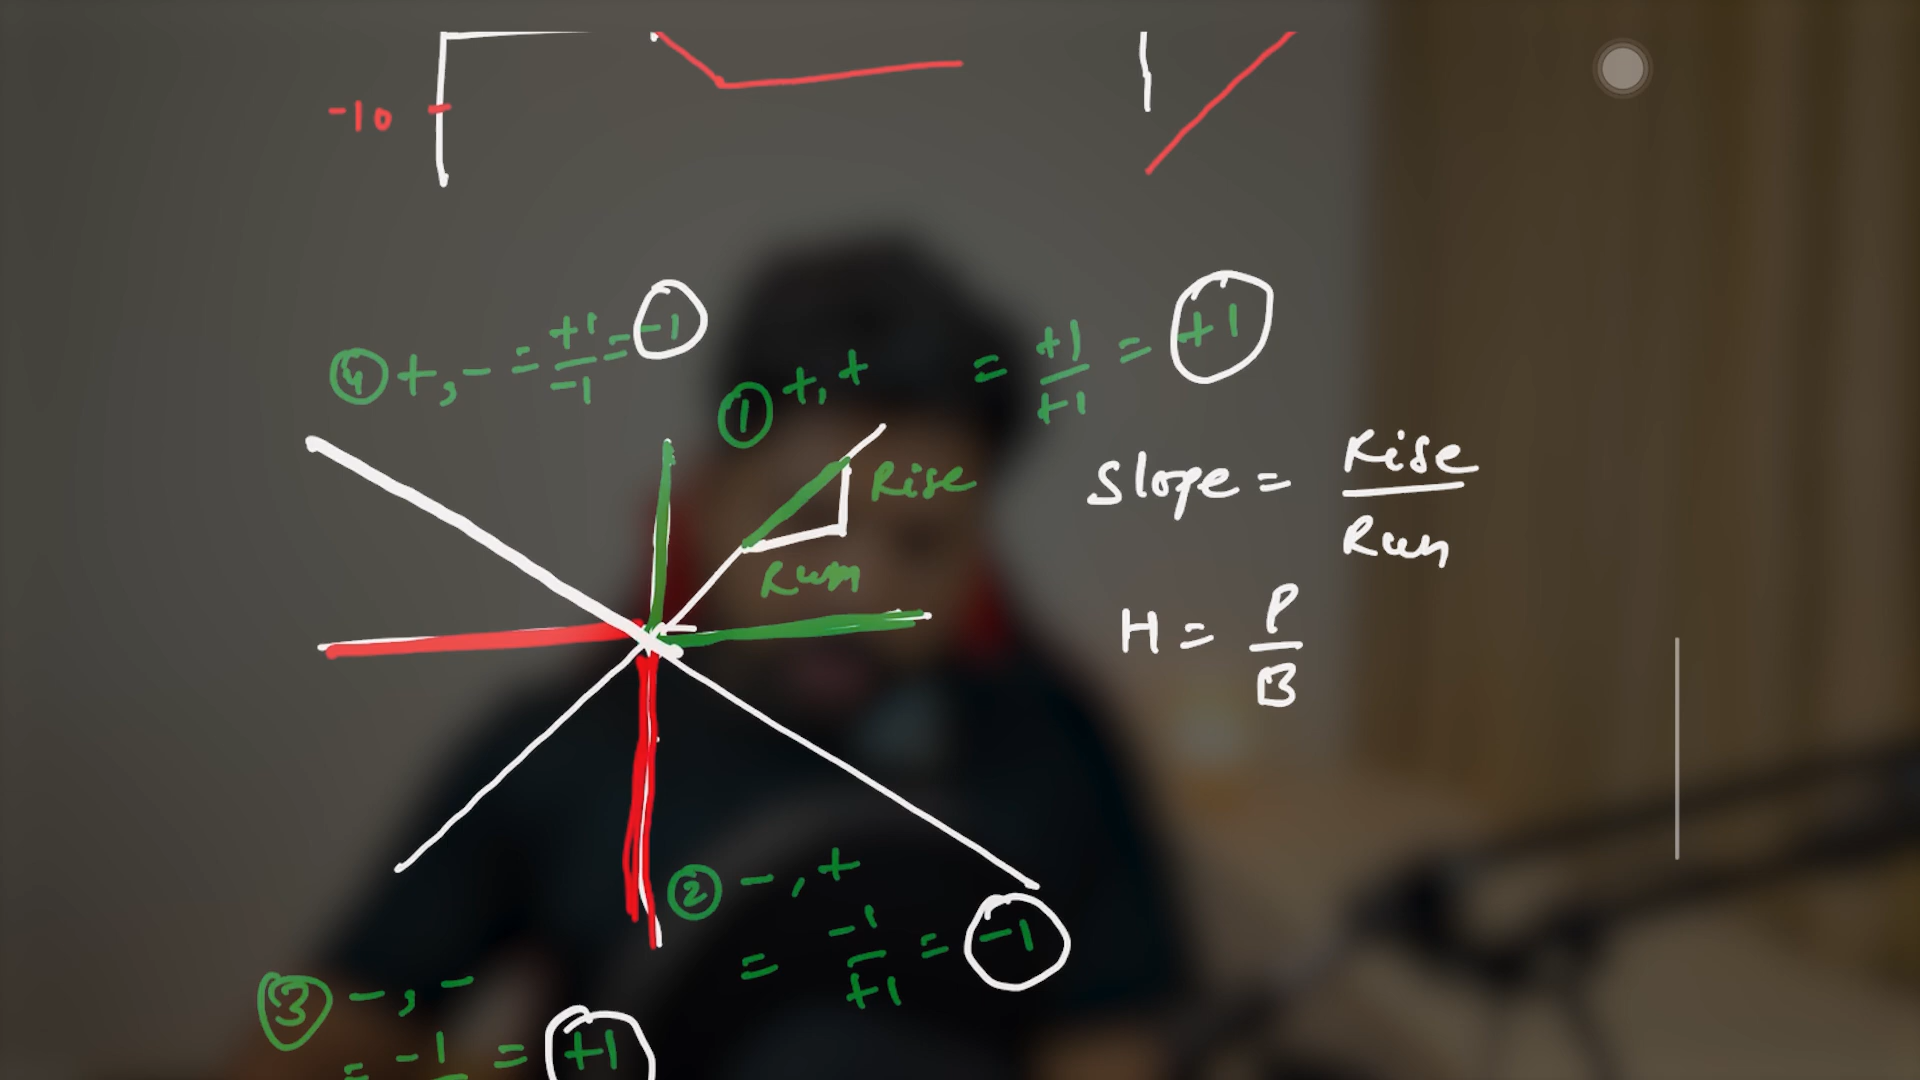 -10
④ +, - = +1/-1 = -1
① +, + = +1/+1 = +1
Rise
Run
Slope = Rise/Run
H = P/B
② -, +
= -1/+1 = -1
③ -, -
= -1 = +1